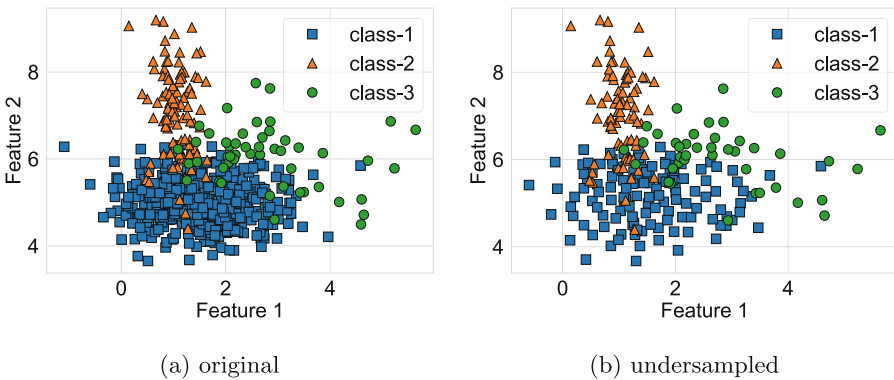 class-1
class-2
class-3
8
6
4
Feature 2
0
2
4
Feature 1
(a) original
class-1
class-2
class-3
8
6
4
Feature 2
0
2
4
Feature 1
(b) undersampled